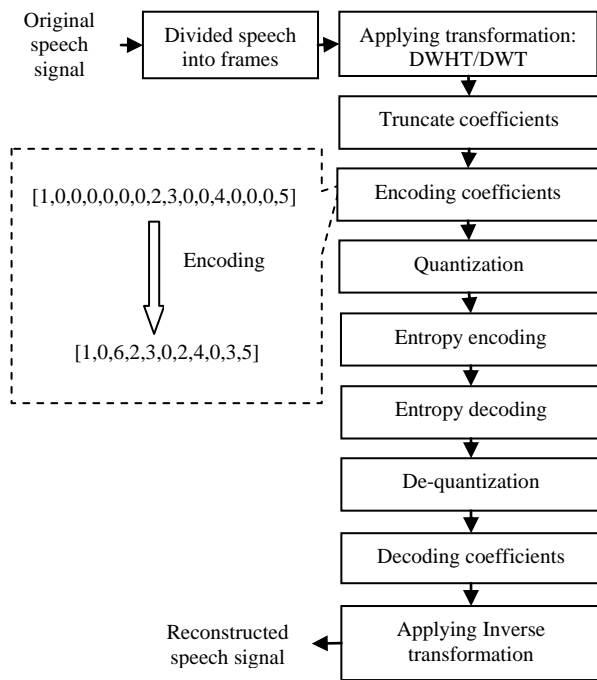 Original
speech
signal
Divided speech
into frames
Applying transformation:
DWHT/DWT
Truncate coefficients
Encoding coefficients
[1,0,0,0,0,0,0,2,3,0,0,4,0,0,0,5]
Encoding
[1,0,6,2,3,0,2,4,0,3,5]
Quantization
Entropy encoding
Entropy decoding
De-quantization
Decoding coefficients
Applying Inverse
transformation
Reconstructed
speech signal